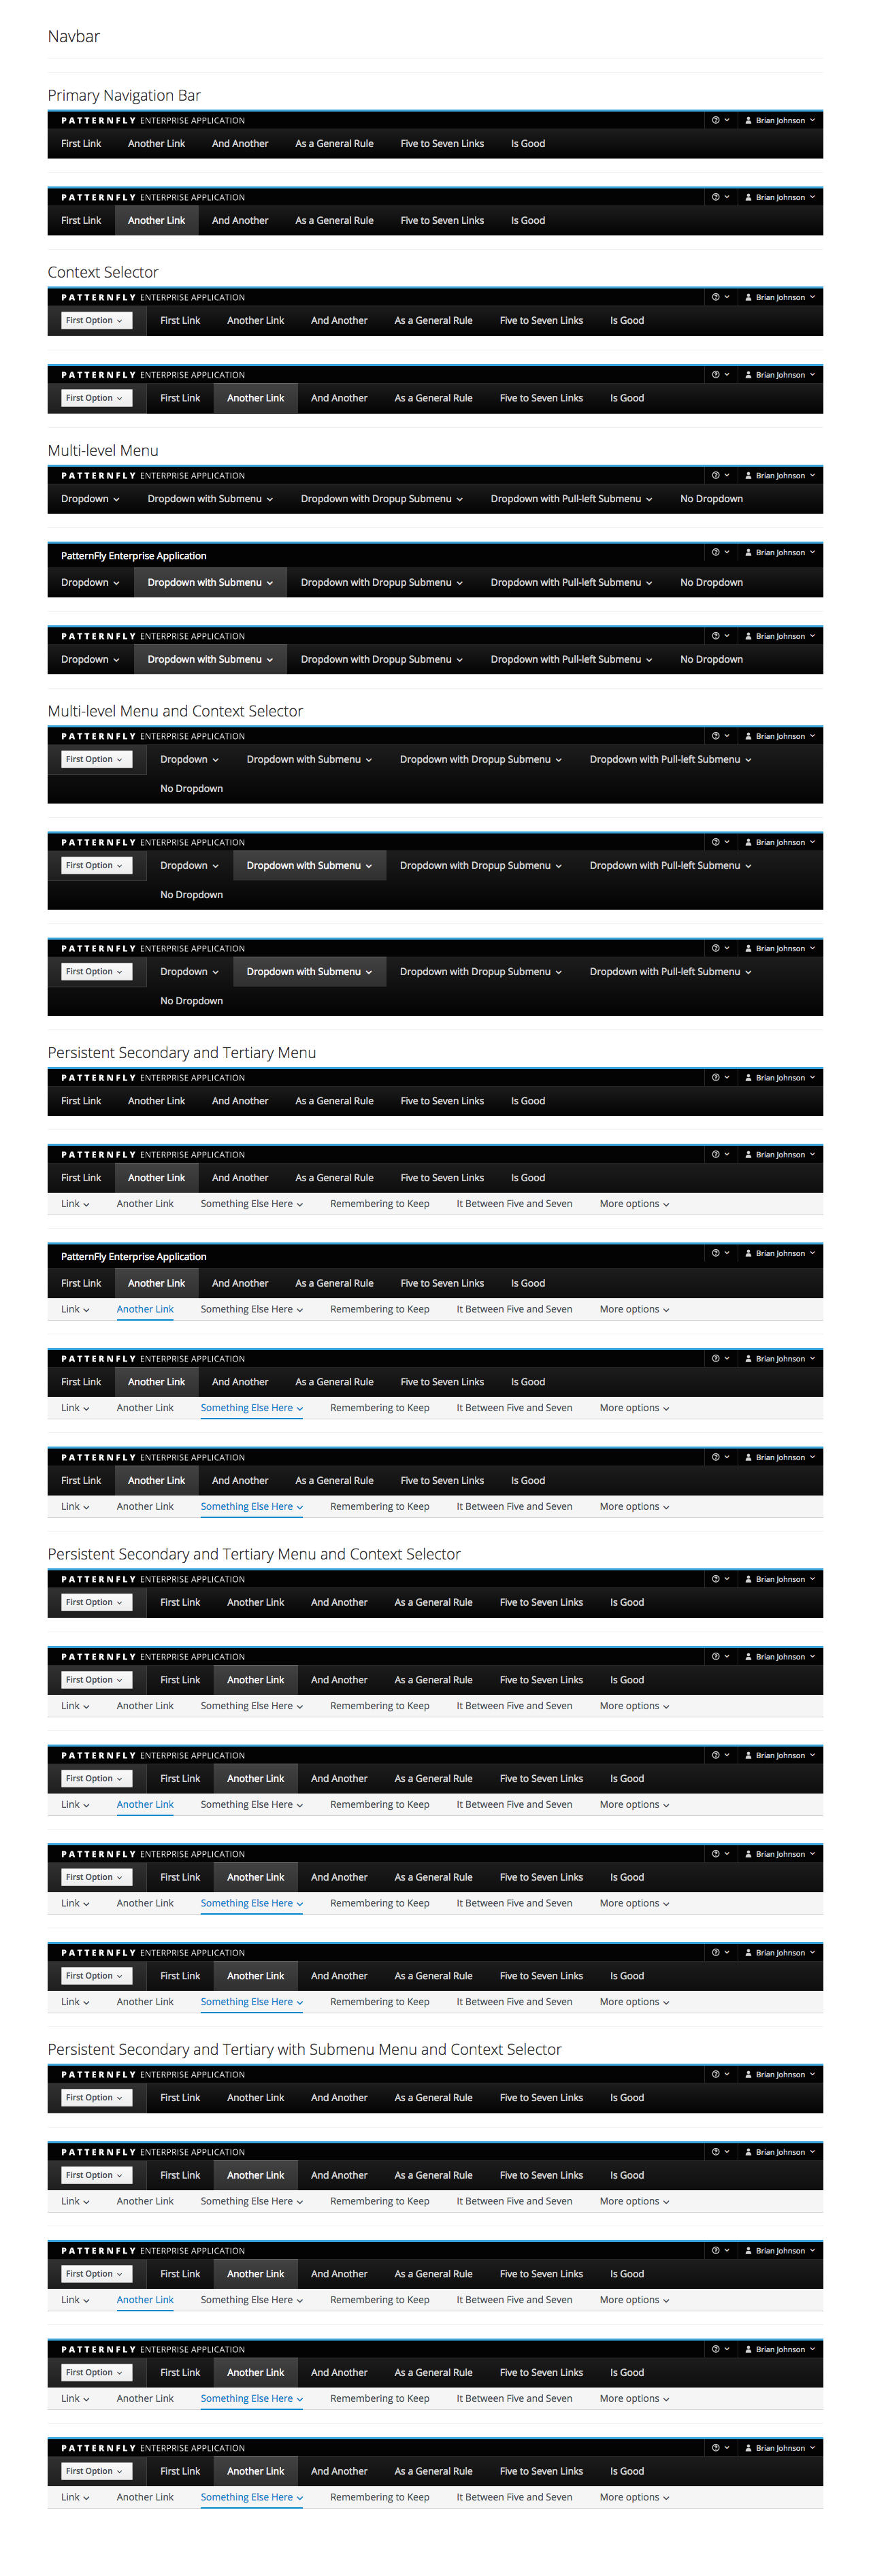 Navbar
Primary Navigation Bar
PATTERNFLY ENTERPRISE APPLICATION Brian Johnson
First Link Another Link And Another As a General Rule Five to Seven Links Is Good
PATTERNFLY ENTERPRISE APPLICATION Brian Johnson
First Link Another Link And Another As a General Rule Five to Seven Links Is Good
Context Selector
PATTERNFLY ENTERPRISE APPLICATION Brian Johnson
First Option First Link Another Link And Another As a General Rule Five to Seven Links Is Good
PATTERNFLY ENTERPRISE APPLICATION Brian Johnson
First Option First Link Another Link And Another As a General Rule Five to Seven Links Is Good
Multi-level Menu
PATTERNFLY ENTERPRISE APPLICATION Brian Johnson
Dropdown Dropdown with Submenu Dropdown with Dropup Submenu Dropdown with Pull-left Submenu No Dropdown
PatternFly Enterprise Application Brian Johnson
Dropdown Dropdown with Submenu Dropdown with Dropup Submenu Dropdown with Pull-left Submenu No Dropdown
PATTERNFLY ENTERPRISE APPLICATION Brian Johnson
Dropdown Dropdown with Submenu Dropdown with Dropup Submenu Dropdown with Pull-left Submenu No Dropdown
Multi-level Menu and Context Selector
PATTERNFLY ENTERPRISE APPLICATION Brian Johnson
First Option Dropdown Dropdown with Submenu Dropdown with Dropup Submenu Dropdown with Pull-left Submenu
No Dropdown
PATTERNFLY ENTERPRISE APPLICATION Brian Johnson
First Option Dropdown Dropdown with Submenu Dropdown with Dropup Submenu Dropdown with Pull-left Submenu
No Dropdown
PATTERNFLY ENTERPRISE APPLICATION Brian Johnson
First Option Dropdown Dropdown with Submenu Dropdown with Dropup Submenu Dropdown with Pull-left Submenu
No Dropdown
Persistent Secondary and Tertiary Menu
PATTERNFLY ENTERPRISE APPLICATION Brian Johnson
First Link Another Link And Another As a General Rule Five to Seven Links Is Good
PATTERNFLY ENTERPRISE APPLICATION Brian Johnson
First Link Another Link And Another As a General Rule Five to Seven Links Is Good
Link Another Link Something Else Here Remembering to Keep It Between Five and Seven More options
PatternFly Enterprise Application Brian Johnson
First Link Another Link And Another As a General Rule Five to Seven Links Is Good
Link Another Link Something Else Here Remembering to Keep It Between Five and Seven More options
PATTERNFLY ENTERPRISE APPLICATION Brian Johnson
First Link Another Link And Another As a General Rule Five to Seven Links Is Good
Link Another Link Something Else Here Remembering to Keep It Between Five and Seven More options
PATTERNFLY ENTERPRISE APPLICATION Brian Johnson
First Link Another Link And Another As a General Rule Five to Seven Links Is Good
Link Another Link Something Else Here Remembering to Keep It Between Five and Seven More options
Persistent Secondary and Tertiary Menu and Context Selector
PATTERNFLY ENTERPRISE APPLICATION Brian Johnson
First Option First Link Another Link And Another As a General Rule Five to Seven Links Is Good
PATTERNFLY ENTERPRISE APPLICATION Brian Johnson
First Option First Link Another Link And Another As a General Rule Five to Seven Links Is Good
Link Another Link Something Else Here Remembering to Keep It Between Five and Seven More options
PATTERNFLY ENTERPRISE APPLICATION Brian Johnson
First Option First Link Another Link And Another As a General Rule Five to Seven Links Is Good
Link Another Link Something Else Here Remembering to Keep It Between Five and Seven More options
PATTERNFLY ENTERPRISE APPLICATION Brian Johnson
First Option First Link Another Link And Another As a General Rule Five to Seven Links Is Good
Link Another Link Something Else Here Remembering to Keep It Between Five and Seven More options
PATTERNFLY ENTERPRISE APPLICATION Brian Johnson
First Option First Link Another Link And Another As a General Rule Five to Seven Links Is Good
Link Another Link Something Else Here Remembering to Keep It Between Five and Seven More options
Persistent Secondary and Tertiary with Submenu Menu and Context Selector
PATTERNFLY ENTERPRISE APPLICATION Brian Johnson
First Option First Link Another Link And Another As a General Rule Five to Seven Links Is Good
PATTERNFLY ENTERPRISE APPLICATION Brian Johnson
First Option First Link Another Link And Another As a General Rule Five to Seven Links Is Good
Link Another Link Something Else Here Remembering to Keep It Between Five and Seven More options
PATTERNFLY ENTERPRISE APPLICATION Brian Johnson
First Option First Link Another Link And Another As a General Rule Five to Seven Links Is Good
Link Another Link Something Else Here Remembering to Keep It Between Five and Seven More options
PATTERNFLY ENTERPRISE APPLICATION Brian Johnson
First Option First Link Another Link And Another As a General Rule Five to Seven Links Is Good
Link Another Link Something Else Here Remembering to Keep It Between Five and Seven More options
PATTERNFLY ENTERPRISE APPLICATION Brian Johnson
First Option First Link Another Link And Another As a General Rule Five to Seven Links Is Good
Link Another Link Something Else Here Remembering to Keep It Between Five and Seven More options